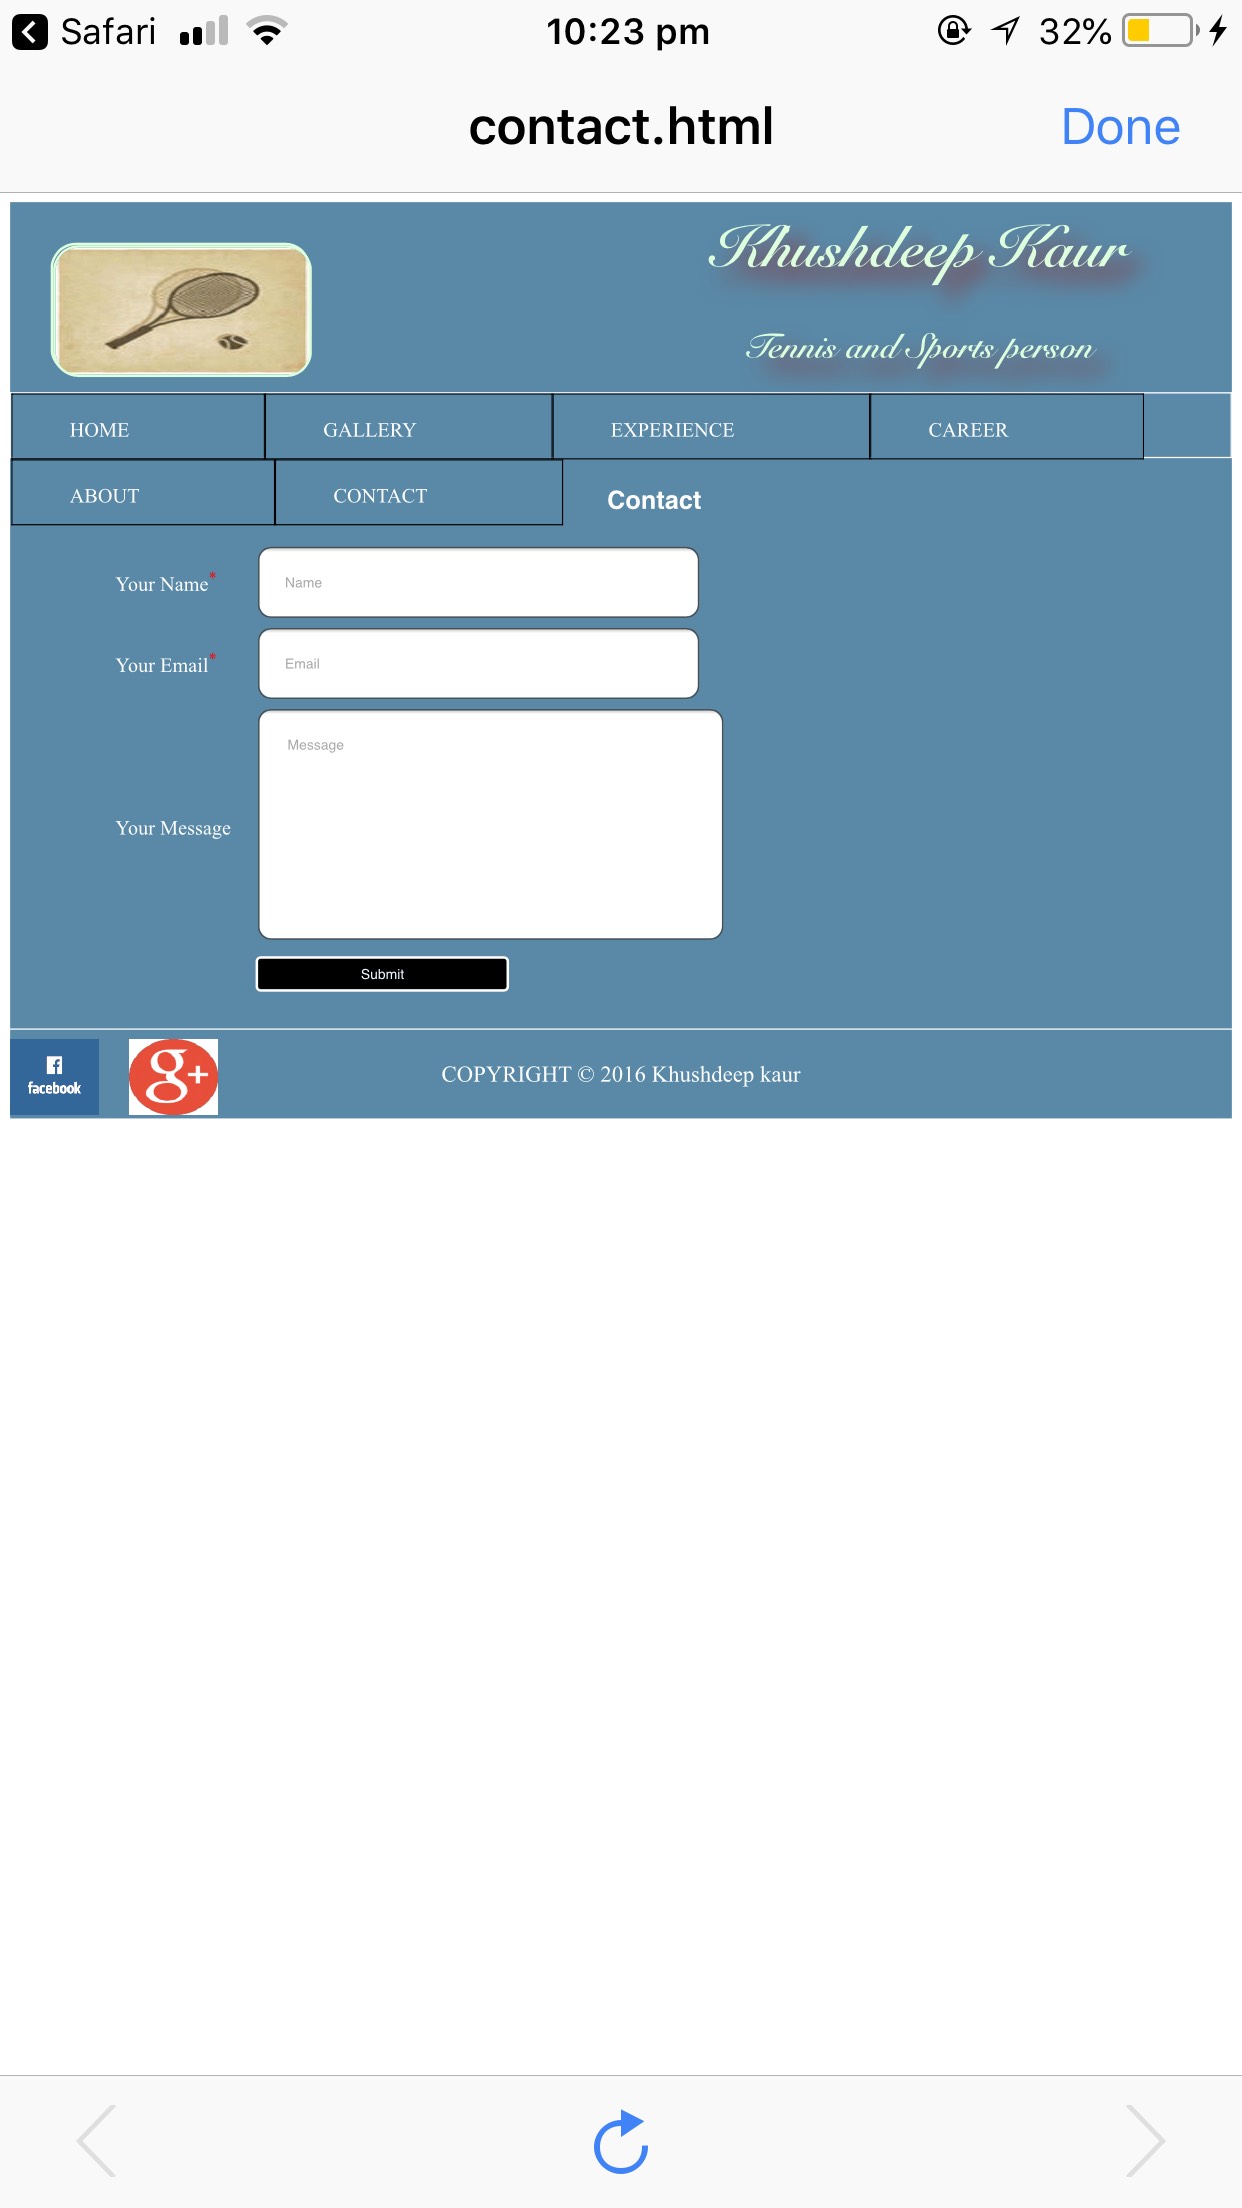 Safari 10:23 pm 32%
contact.html Done
Khushdeep Kaur
Tennis and Sports person
HOME GALLERY EXPERIENCE CAREER
ABOUT CONTACT Contact
Your Name* Name
Your Email* Email
Message
Your Message
Submit
facebook g+ COPYRIGHT © 2016 Khushdeep kaur